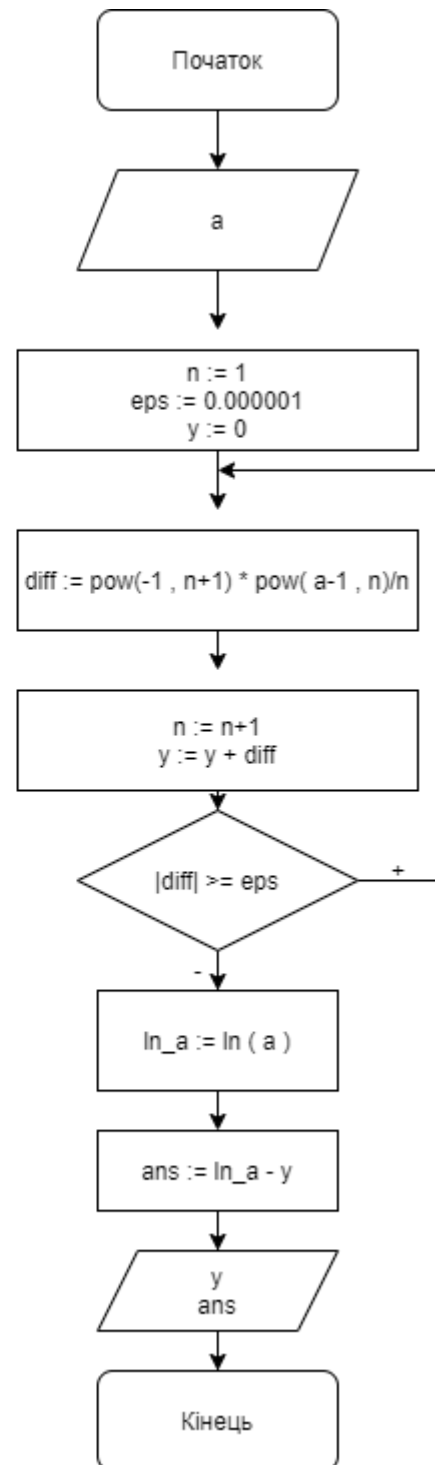 Початок
a
n := 1
eps := 0.000001
y := 0
diff := pow(-1 , n+1) * pow( a-1 , n)/n
n := n+1
y := y + diff
|diff| >= eps
+
-
ln_a := ln ( a )
ans := ln_a - y
y
ans
Кінець